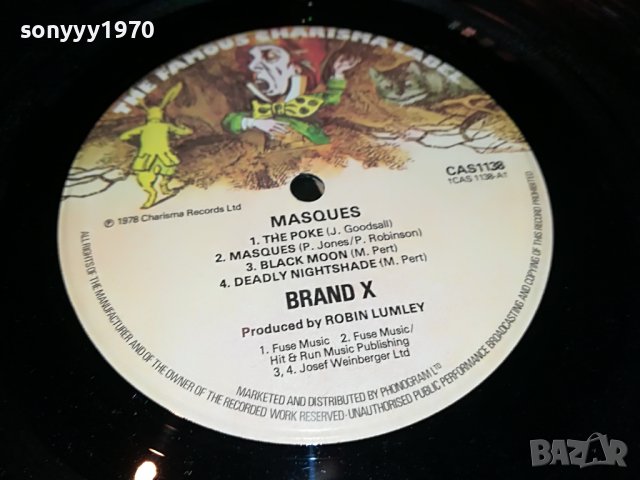 sonyyy1970
THE FAMOUS CHARISMA LABEL
CAS1138
(CAS 1138-A)
℗ 1978 Charisma Records Ltd
MASQUES
1. THE POKE (J. Goodsall)
2. MASQUES (P. Jones/P. Robinson)
3. BLACK MOON (M. Pert)
4. DEADLY NIGHTSHADE (M. Pert)
BRAND X
Produced by ROBIN LUMLEY
1. Fuse Music 2. Fuse Music/
Hit & Run Music Publishing
3, 4. Josef Weinberger Ltd
MARKETED AND DISTRIBUTED BY PHONOGRAM LTD
ALL RIGHTS OF THE MANUFACTURER AND OF THE OWNER OF THE RECORDED WORK RESERVED·UNAUTHORISED PUBLIC PERFORMANCE BROADCASTING AND COPYING OF THIS RECORD PROHIBITED
BAZAR